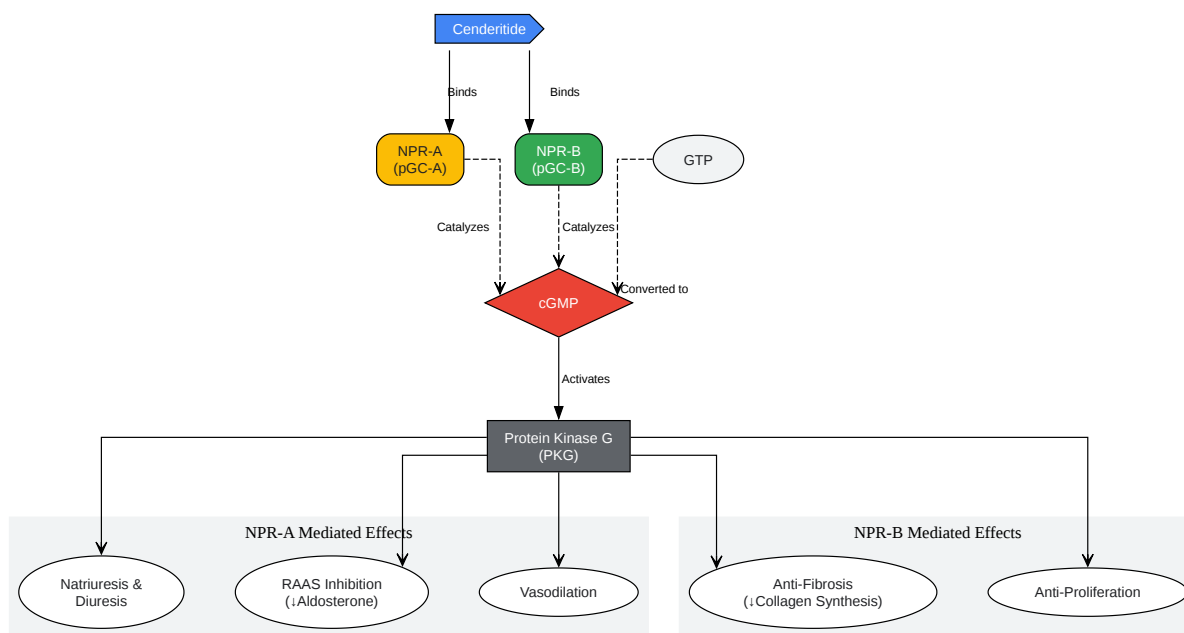 Cenderitide
Binds
Binds
NPR-A
(pGC-A)
NPR-B
(pGC-B)
GTP
Catalyzes
Catalyzes
Converted to
cGMP
Activates
Protein Kinase G
(PKG)
NPR-A Mediated Effects
NPR-B Mediated Effects
Natriuresis &
Diuresis
RAAS Inhibition
(↓Aldosterone)
Vasodilation
Anti-Fibrosis
(↓Collagen Synthesis)
Anti-Proliferation